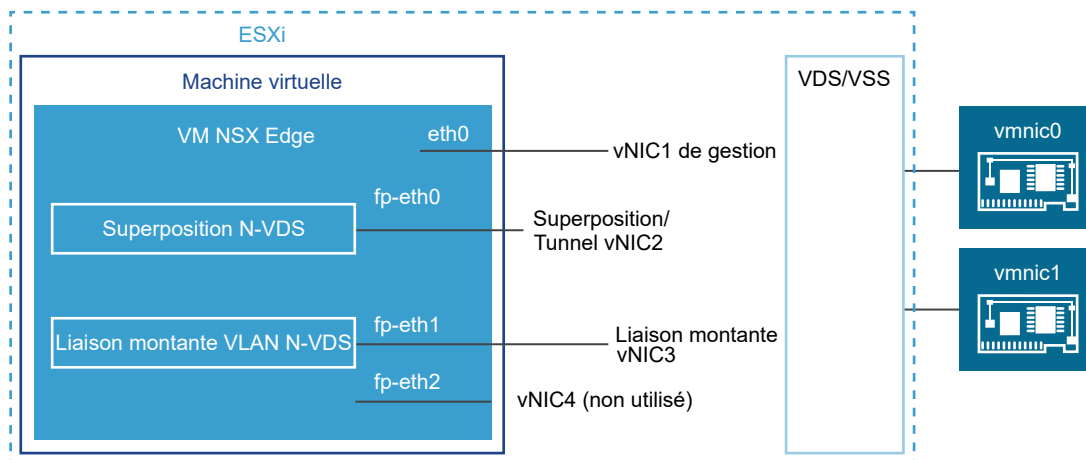 ESXi
Machine virtuelle
VDS/VSS
VM NSX Edge
eth0
vNIC1 de gestion
fp-eth0
Superposition N-VDS
Superposition/
Tunnel vNIC2
fp-eth1
Liaison montante VLAN N-VDS
Liaison montante
vNIC3
fp-eth2
vNIC4 (non utilisé)
vmnic0
vmnic1